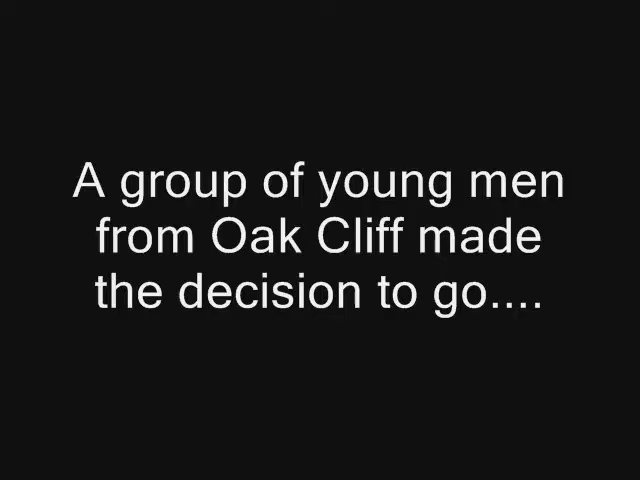 A group of young men
from Oak Cliff made
the decision to go....